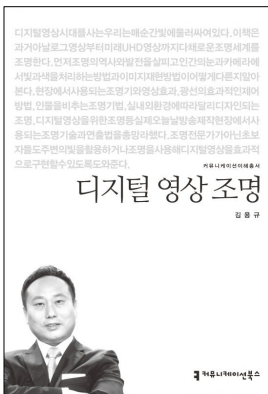 디지털영상시대를사는우리는매순간빛에둘러싸여있다.이책은
과거아날로그영상부터미래UHD영상까지다채로운조명세계를
조명한다.먼저조명의역사와발전을살피고인간의눈과카메라에
서빛과색을처리하는방법과이미지재현방법이어떻게다른지알아
본다.현장에서사용되는조명기와영상효과,광선의효과적인제어
방법,인물을비추는조명기법,실내와환경에따라달리디자인되는
조명,디지털영상을위한조명등실제오늘날방송제작현장에서사
용되는조명기술과연출법을총망라했다.조명전문가가아닌초보
자들도주변의빛을활용하거나조명을사용해디지털영상을효과적
으로구현할수있도록도와준다.
커뮤니케이션이해총서
디지털 영상 조명
김용규
커뮤니케이션북스